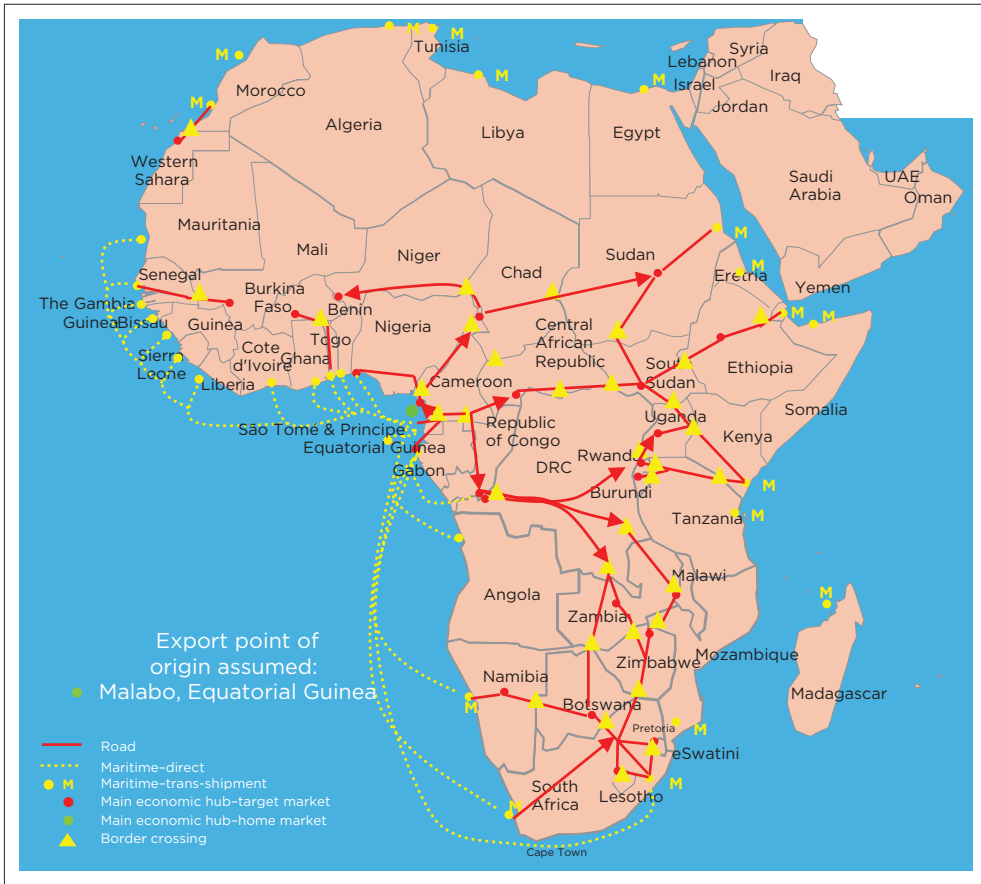 Syria
Lebanon
Iraq
Israel
Jordan
Tunisia
M
M
M
M
M
M
Morocco
Algeria
Libya
Egypt
Western
Sahara
Saudi
Arabia
UAE
Oman
Yemen
Mauritania
Mali
Niger
Chad
Sudan
M
Eretria
M
M
M
Senegal
The Gambia
GuineaBissau
Guinea
Burkina
Faso
Benin
Nigeria
Togo
Ghana
Cote
d'Ivoire
Sierra
Leone
Liberia
Central
African
Republic
South
Sudan
Ethiopia
Somalia
Cameroon
São Tomé & Principe
Equatorial Guinea
Gabon
Republic
of Congo
DRC
Uganda
Kenya
Rwanda
Burundi
M
Tanzania
M
Angola
Zambia
Malawi
M
Mozambique
Madagascar
Zimbabwe
Namibia
M
Botswana
Pretoria
M
eSwatini
M
South
Africa
Lesotho
M
Cape Town
Export point of
origin assumed:
Malabo, Equatorial Guinea
Road
Maritime–direct
M Maritime–trans-shipment
Main economic hub–target market
Main economic hub–home market
Border crossing